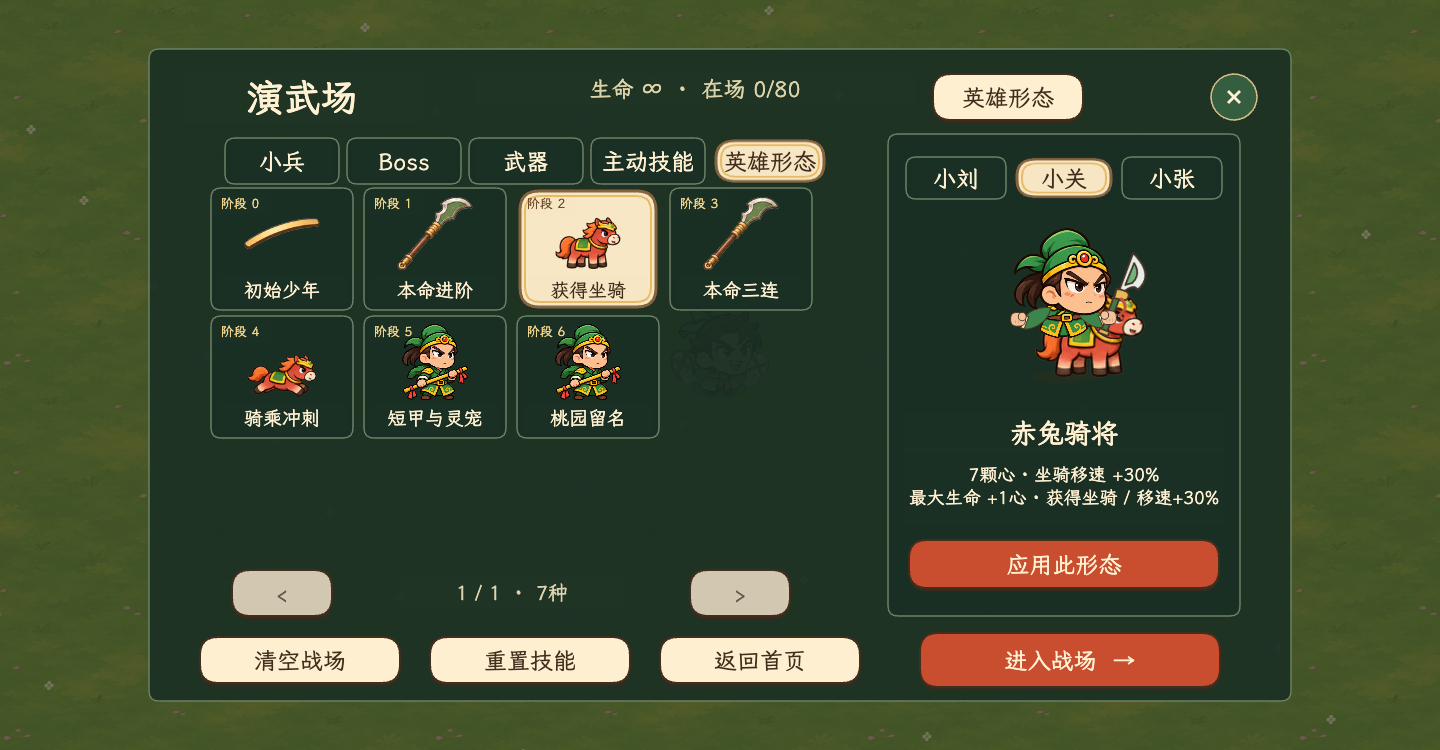 演武场
生命 ∞ · 在场 0/80
英雄形态
×
小兵
Boss
武器
主动技能
英雄形态
阶段 0
初始少年
阶段 1
本命进阶
阶段 2
获得坐骑
阶段 3
本命三连
阶段 4
骑乘冲刺
阶段 5
短甲与灵宠
阶段 6
桃园留名
小刘
小关
小张
赤兔骑将
7颗心 · 坐骑移速 +30%
最大生命 +1心 · 获得坐骑 / 移速+30%
应用此形态
<
1 / 1 · 7种
>
清空战场
重置技能
返回首页
进入战场 →